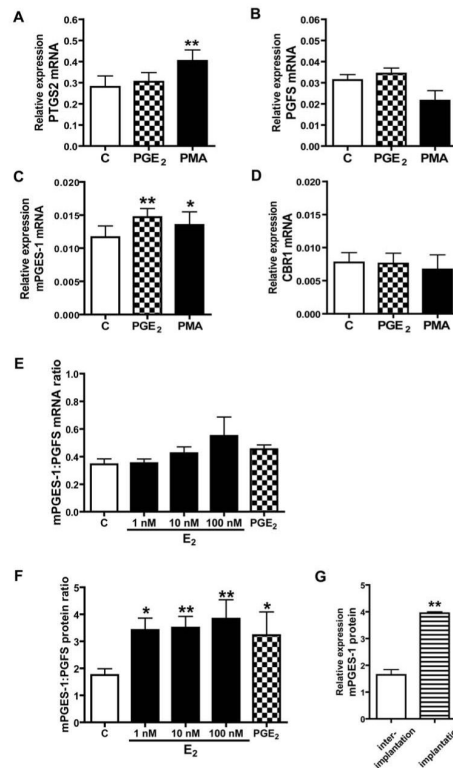 A
Relative expression
PTGS2 mRNA
0.6
0.5
0.4
0.3
0.2
0.1
0.0
**
C
PGE2
PMA
B
Relative expression
PGFS mRNA
0.06
0.05
0.04
0.03
0.02
0.01
0.00
C
PGE2
PMA
C
Relative expression
mPGES-1 mRNA
0.020
0.015
0.010
0.005
0.000
**
*
C
PGE2
PMA
D
Relative expression
CBR1 mRNA
0.020
0.015
0.010
0.005
0.000
C
PGE2
PMA
E
mPGES-1:PGFS mRNA ratio
1.0
0.8
0.6
0.4
0.2
0.0
C
1 nM
10 nM
100 nM
PGE2
E2
F
mPGES-1:PGFS protein ratio
5
4
3
2
1
0
*
**
**
*
C
1 nM
10 nM
100 nM
PGE2
E2
G
Relative expression
mPGES-1 protein
5
4
3
2
1
0
**
inter-
implantation